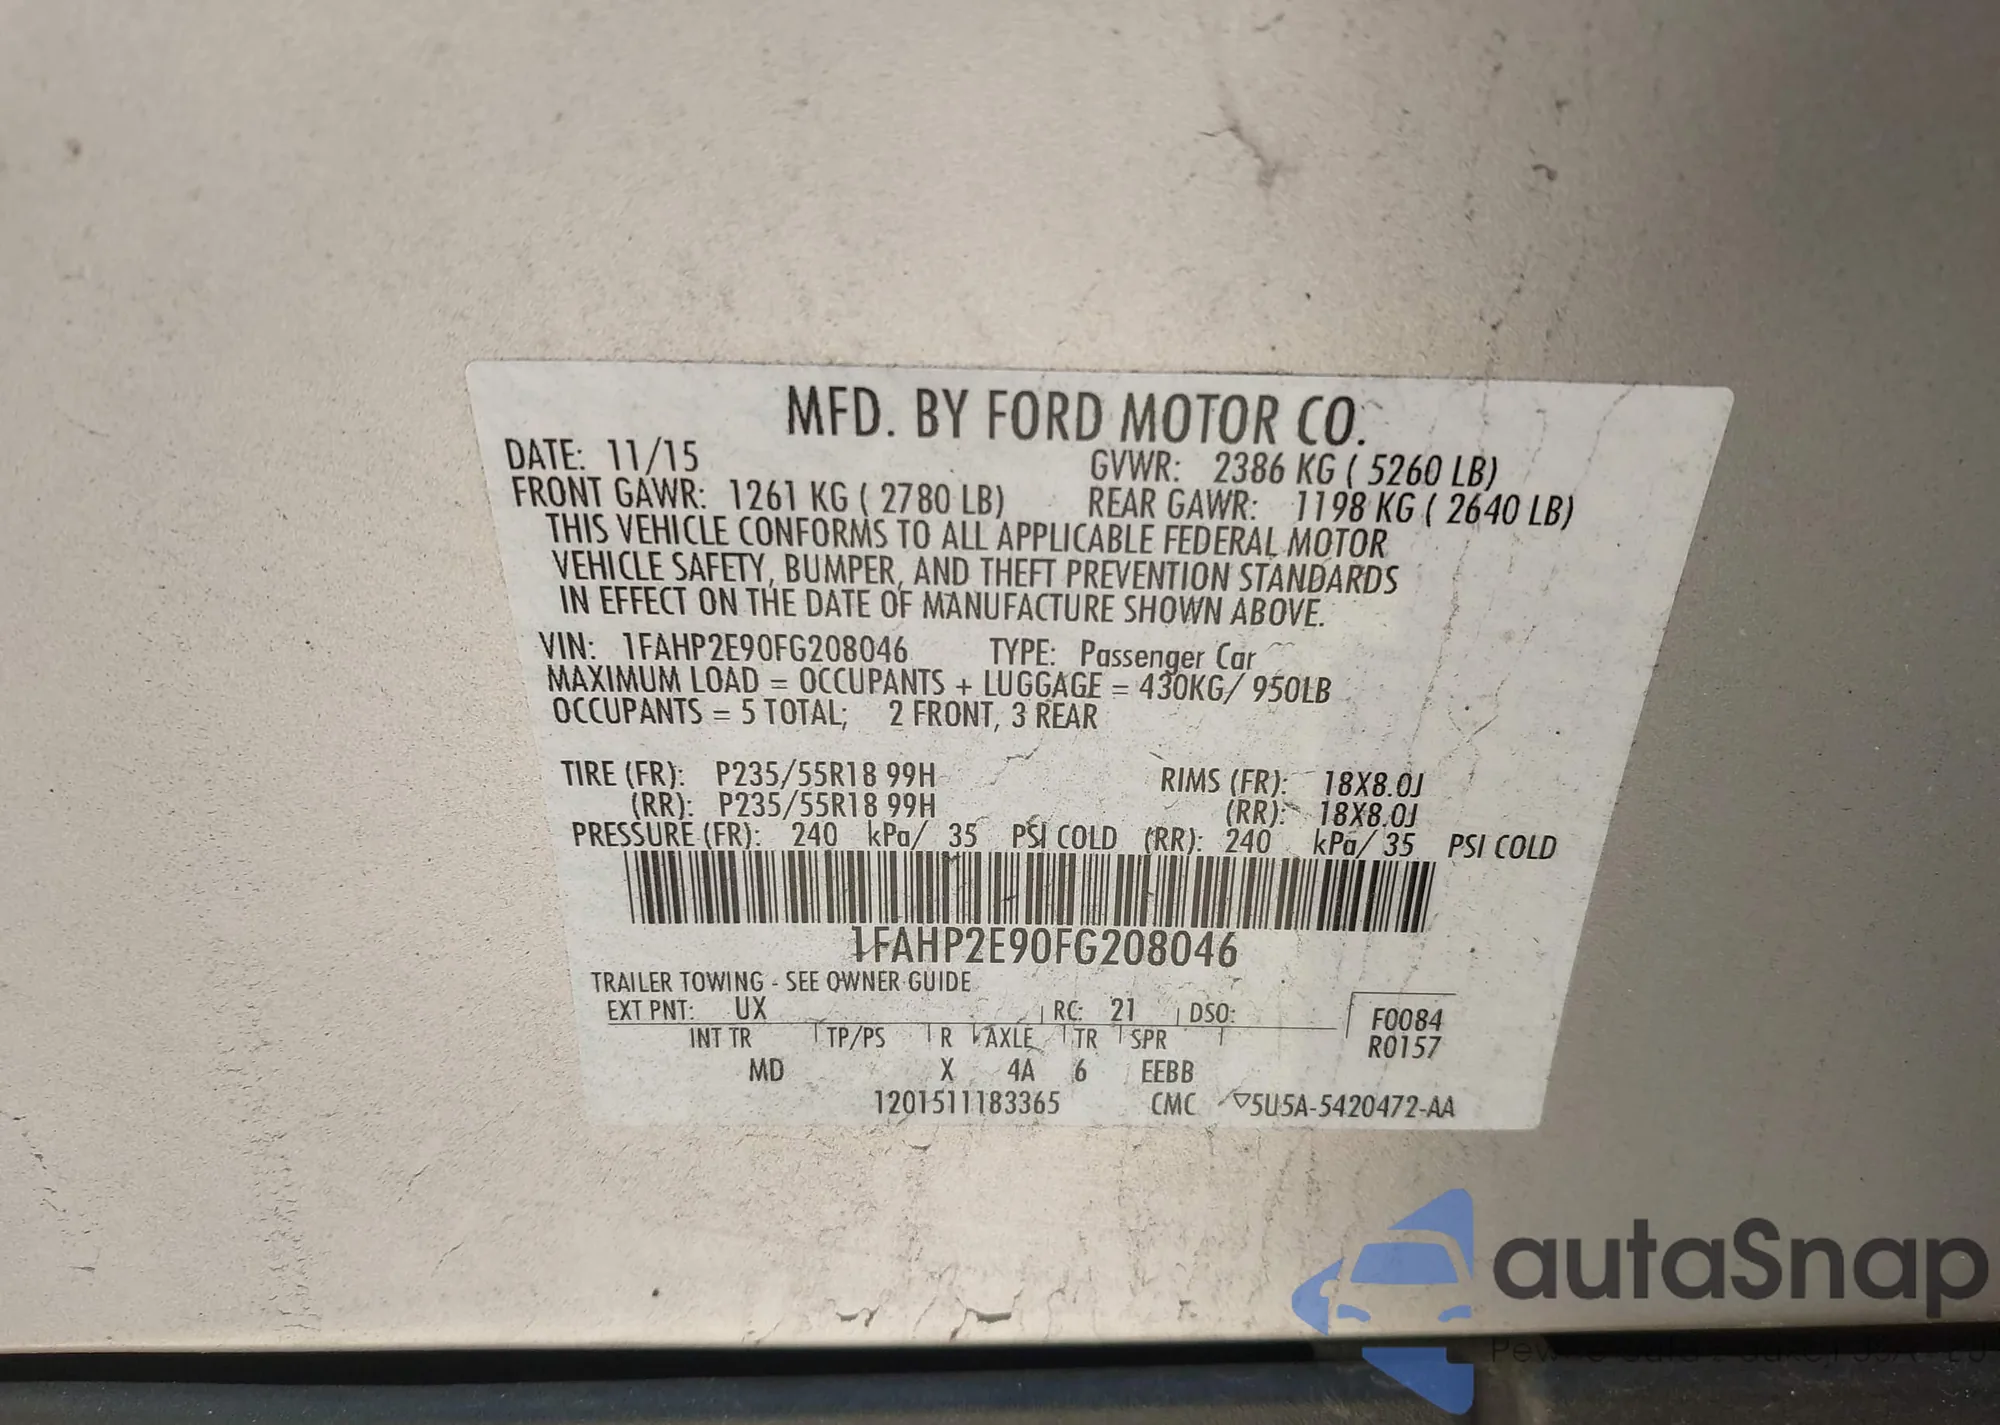 MFD. BY FORD MOTOR CO.
DATE: 11/15 GVWR: 2386 KG ( 5260 LB)
FRONT GAWR: 1261 KG ( 2780 LB) REAR GAWR: 1198 KG ( 2640 LB)
THIS VEHICLE CONFORMS TO ALL APPLICABLE FEDERAL MOTOR
VEHICLE SAFETY, BUMPER, AND THEFT PREVENTION STANDARDS
IN EFFECT ON THE DATE OF MANUFACTURE SHOWN ABOVE.
VIN: 1FAHP2E90FG208046 TYPE: Passenger Car
MAXIMUM LOAD = OCCUPANTS + LUGGAGE = 430KG/ 950LB
OCCUPANTS = 5 TOTAL; 2 FRONT, 3 REAR
TIRE (FR): P235/55R18 99H RIMS (FR): 18X8.0J
(RR): P235/55R18 99H (RR): 18X8.0J
PRESSURE (FR): 240 kPa/ 35 PSI COLD (RR): 240 kPa/ 35 PSI COLD
1FAHP2E90FG208046
TRAILER TOWING - SEE OWNER GUIDE
EXT PNT: UX RC: 21 DSO: F0084
INT TR TP/PS R AXLE TR SPR R0157
MD X 4A 6 EEBB
1201511183365 CMC 5U5A-5420472-AA
autaSnap